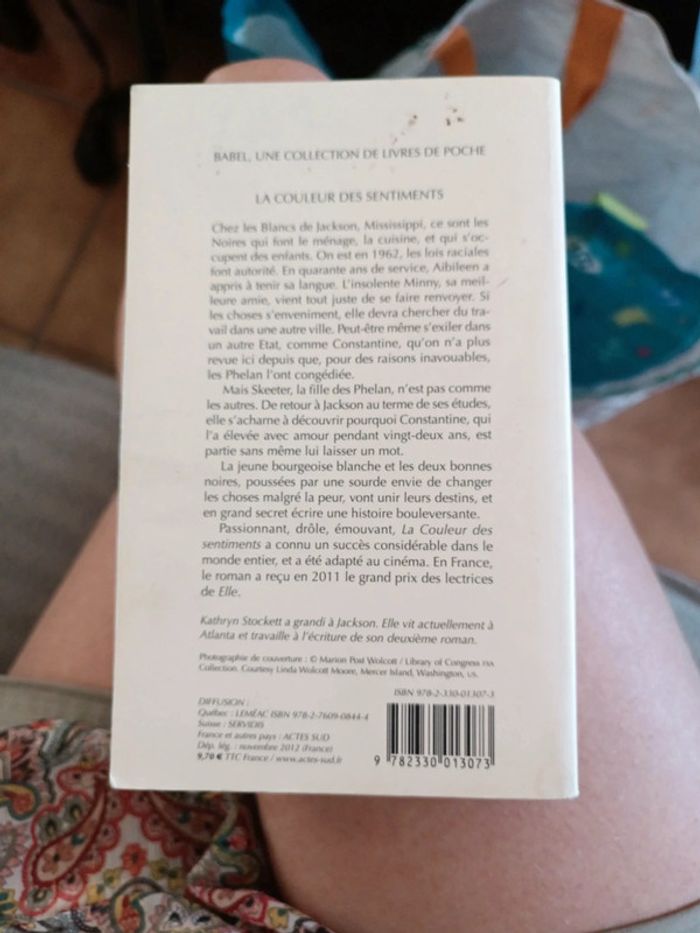 BABEL, UNE COLLECTION DE LIVRES DE POCHE
LA COULEUR DES SENTIMENTS
Chez les Blancs de Jackson, Mississippi, ce sont les
Noires qui font le ménage, la cuisine, et qui s'oc-
cupent des enfants. On est en 1962, les lois raciales
font autorité. En quarante ans de service, Aibileen a
appris à tenir sa langue. L'insolente Minny, sa meil-
leure amie, vient tout juste de se faire renvoyer. Si
les choses s'enveniment, elle devra chercher du tra-
vail dans une autre ville. Peut-être même s'exiler dans
un autre Etat, comme Constantine, qu'on n'a plus
revue ici depuis que, pour des raisons inavouables,
les Phelan l'ont congédiée.
Mais Skeeter, la fille des Phelan, n'est pas comme
les autres. De retour à Jackson au terme de ses études,
elle s'acharne à découvrir pourquoi Constantine, qui
l'a élevée avec amour pendant vingt-deux ans, est
partie sans même lui laisser un mot.
La jeune bourgeoise blanche et les deux bonnes
noires, poussées par une sourde envie de changer
les choses malgré la peur, vont unir leurs destins, et
en grand secret écrire une histoire bouleversante.
Passionnant, drôle, émouvant, La Couleur des
sentiments a connu un succès considérable dans le
monde entier, et a été adapté au cinéma. En France,
le roman a reçu en 2011 le grand prix des lectrices
de Elle.
Kathryn Stockett a grandi à Jackson. Elle vit actuellement à
Atlanta et travaille à l'écriture de son deuxième roman.
Photographie de couverture : © Marion Post Wolcott / Library of Congress FSA
Collection. Courtesy Linda Wolcott Moore, Mercer Island, Washington, US.
ISBN 978-2-330-01307-3
DIFFUSION :
Québec : LEMÉAC ISBN 978-2-7609-0844-4
Suisse : SERVIDIS
France et autres pays : ACTES SUD
Dép. lég. : novembre 2012 (France)
9,70 € TTC France / www.actes-sud.fr
9 782330 013073